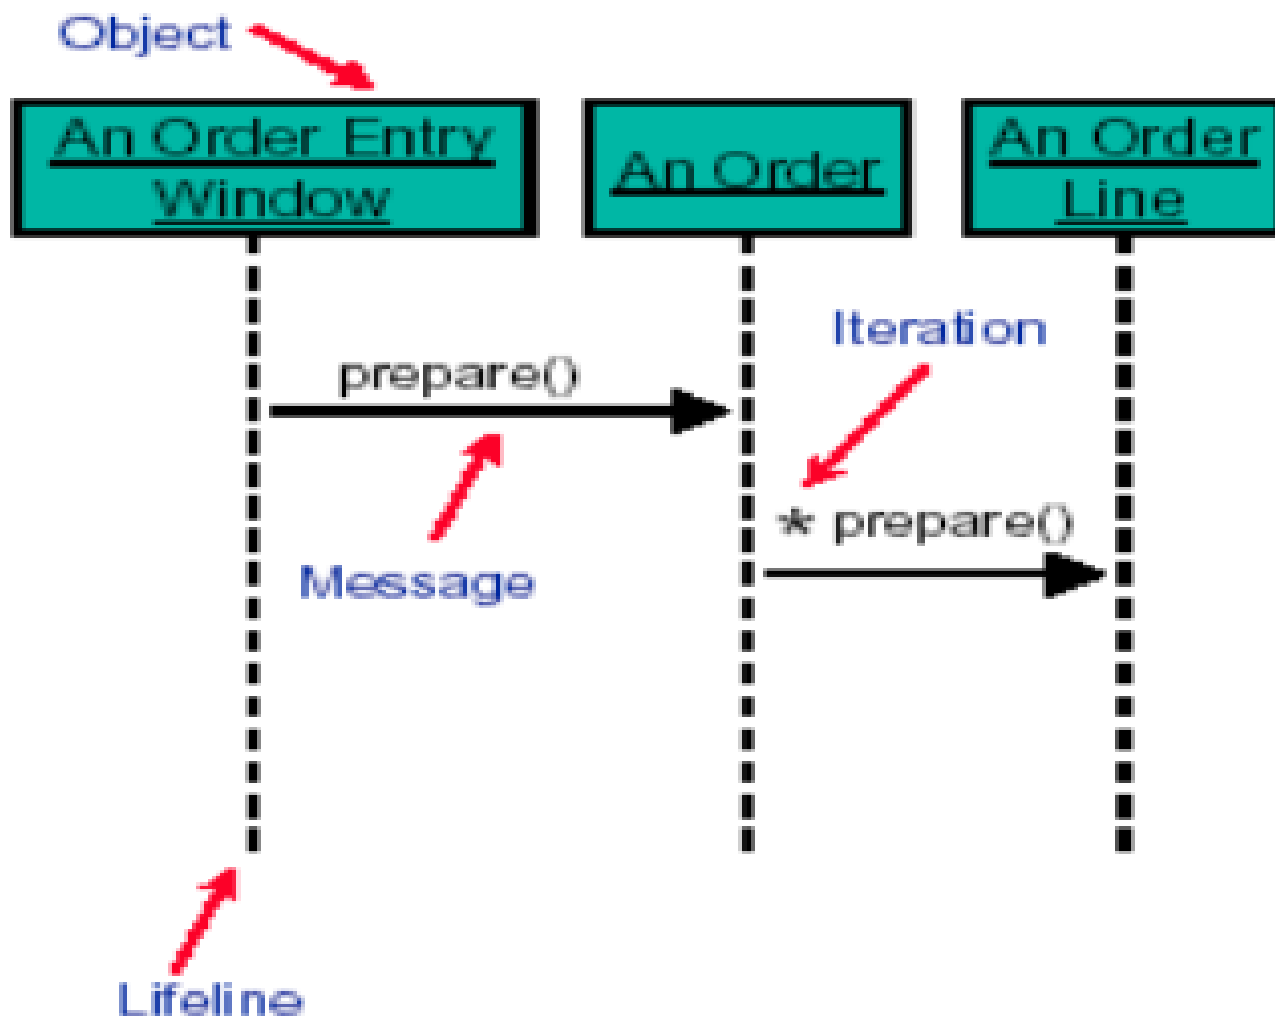 Object
An Order Entry
Window
An Order
An Order
Line
Iteration
prepare()
* prepare()
Message
Lifeline